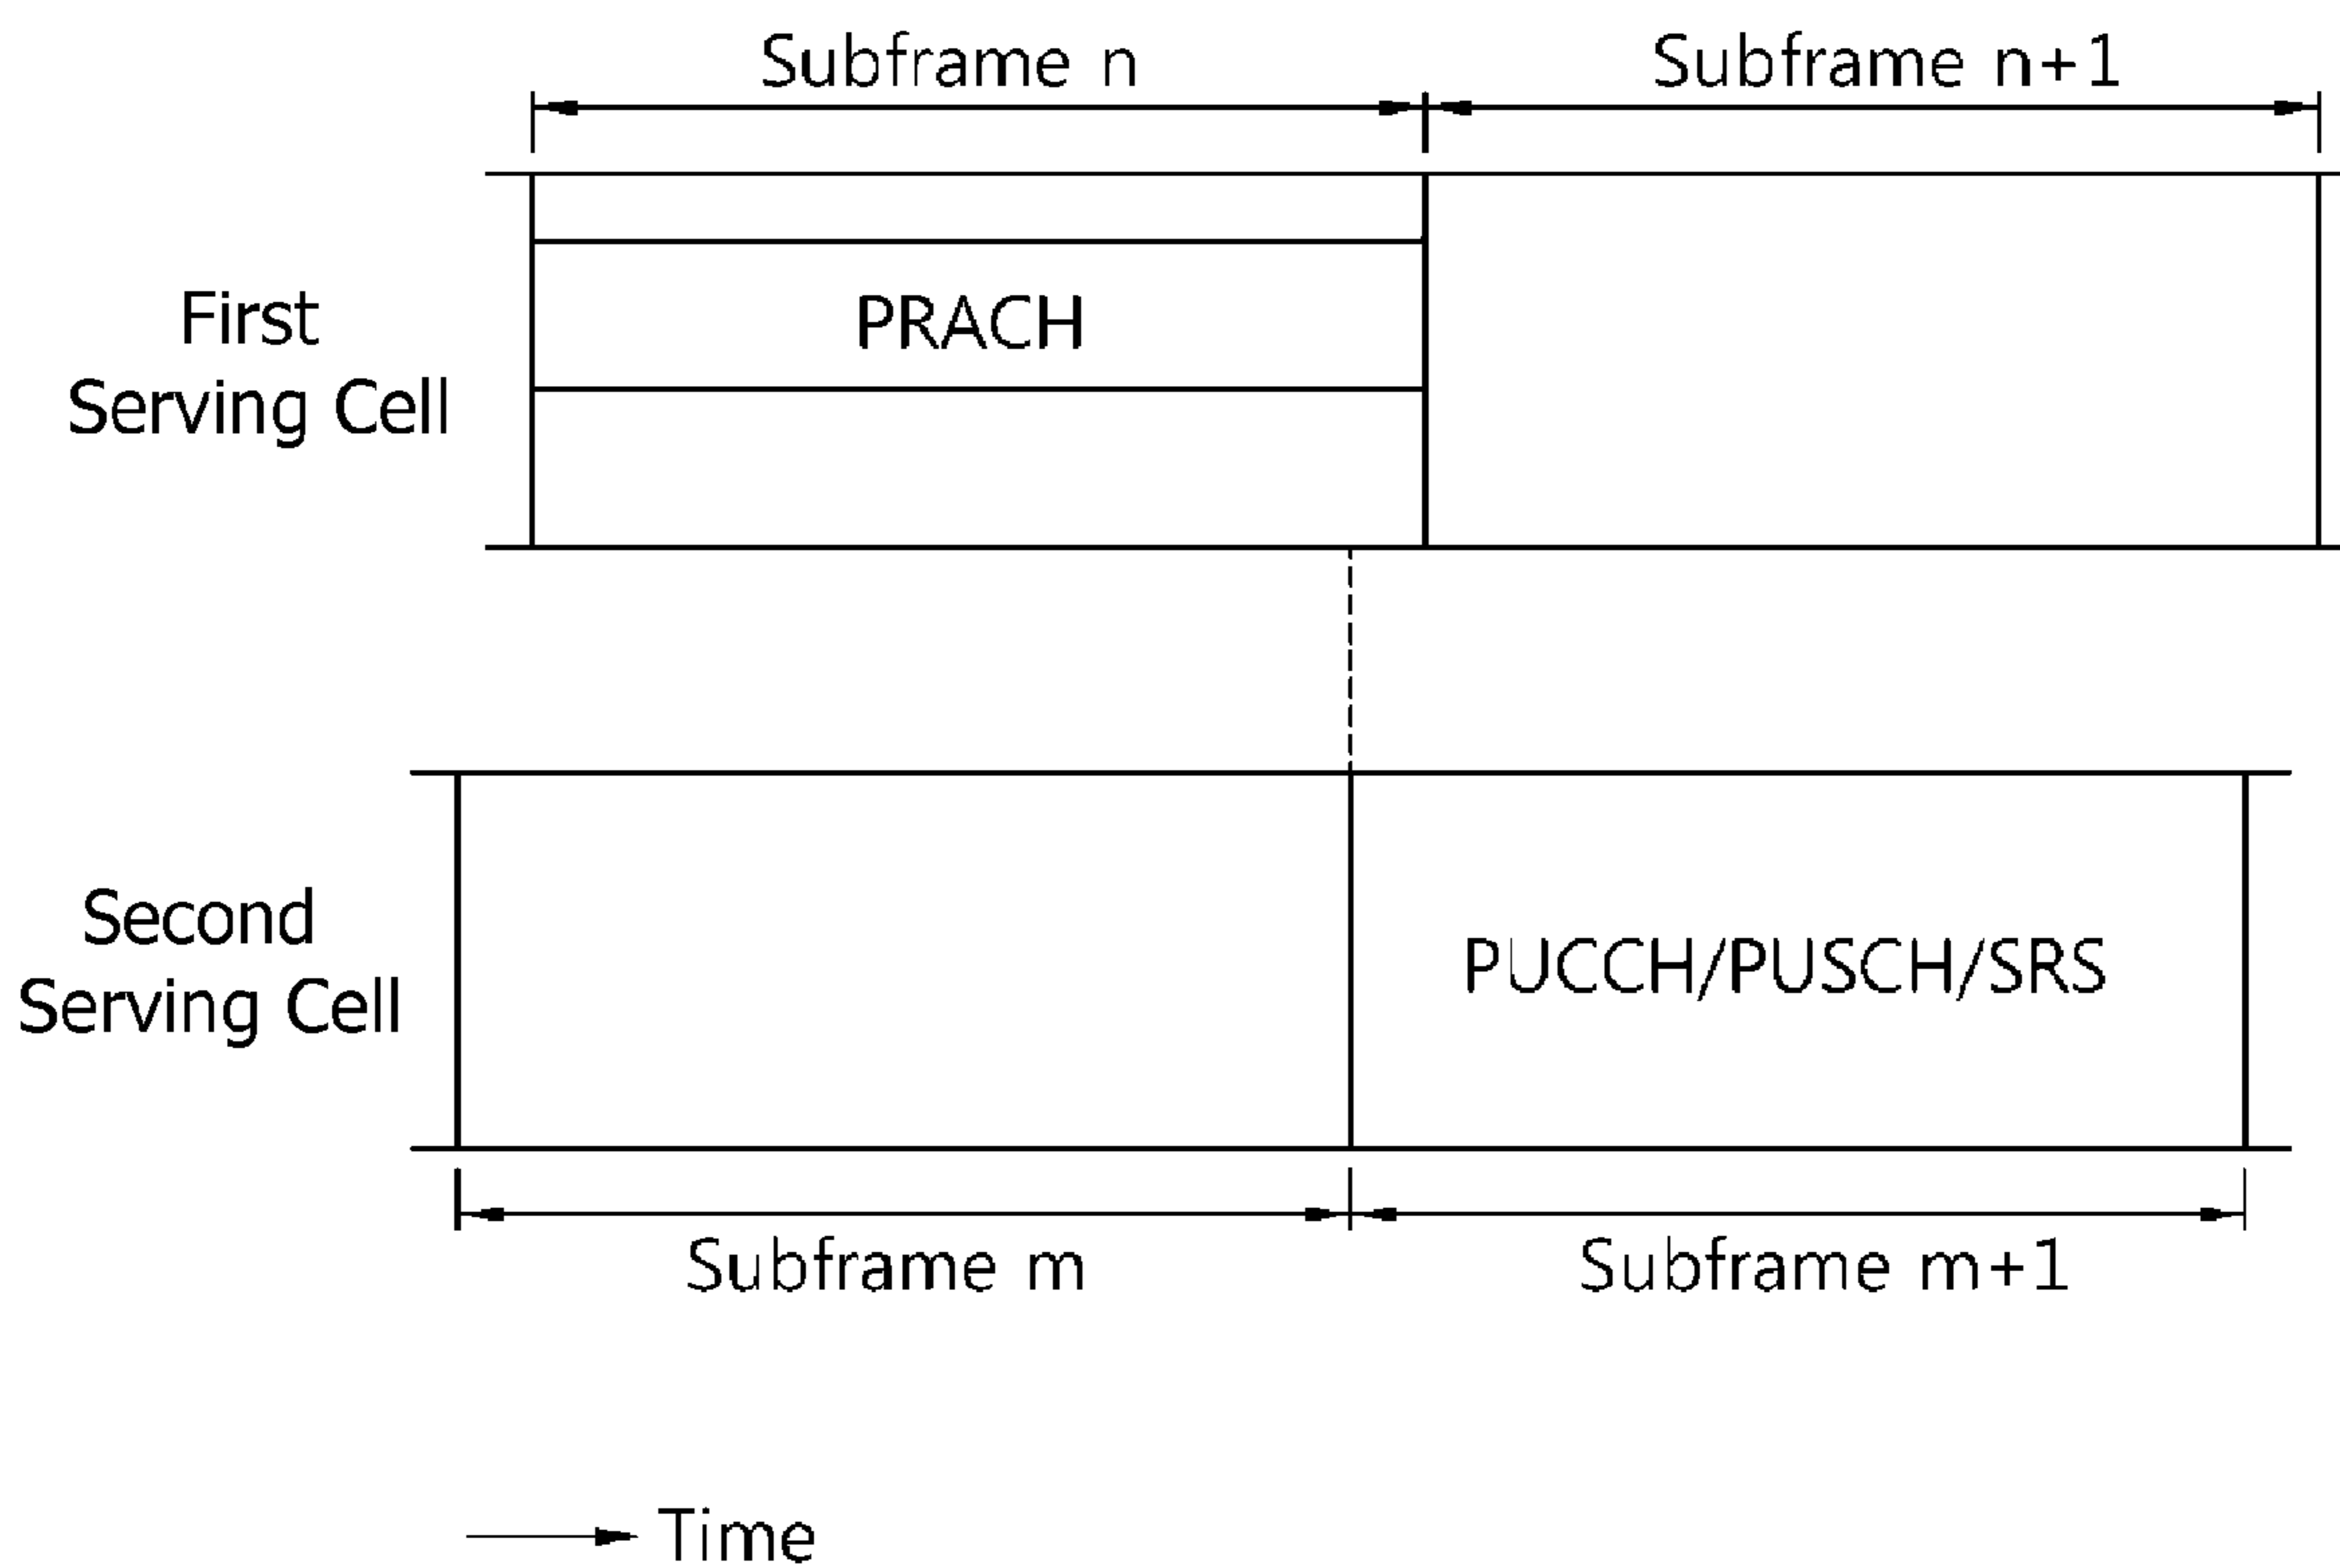 Subframe n
Subframe n+1
First
Serving Cell
PRACH
Second
Serving Cell
PUCCH/PUSCH/SRS
Subframe m
Subframe m+1
Time